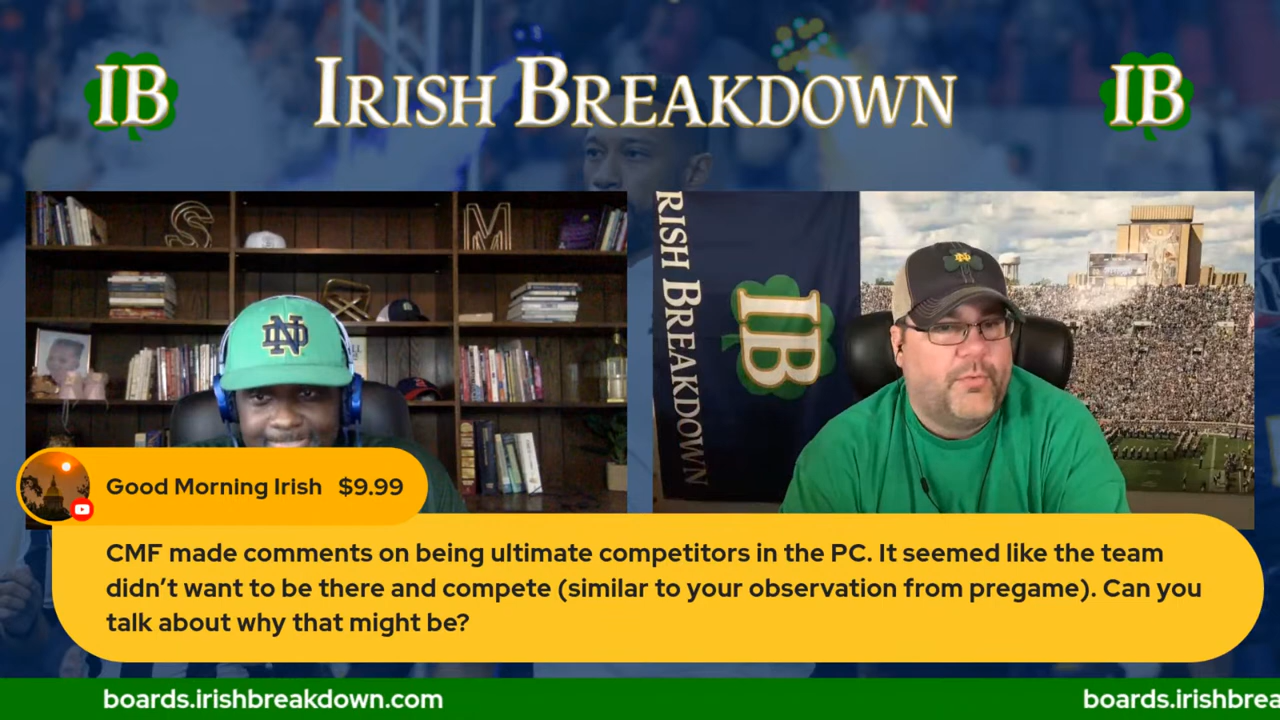 IB
IRISH BREAKDOWN
IB
S
M
ND
RISH BREAKDOWN
IB
Good Morning Irish $9.99
CMF made comments on being ultimate competitors in the PC. It seemed like the team
didn’t want to be there and compete (similar to your observation from pregame). Can you
talk about why that might be?
boards.irishbreakdown.com
boards.irishbrea